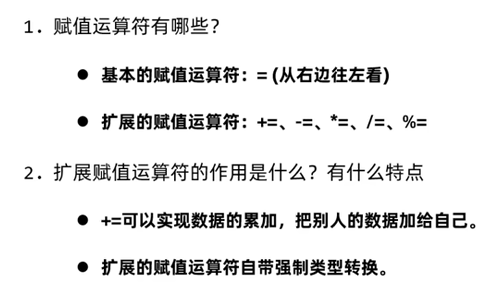 1. 赋值运算符有哪些？
● 基本的赋值运算符：= (从右边往左看)
● 扩展的赋值运算符：+=、-=、*=、/=、%=
2. 扩展赋值运算符的作用是什么？有什么特点
● +=可以实现数据的累加，把别人的数据加给自己。
● 扩展的赋值运算符自带强制类型转换。